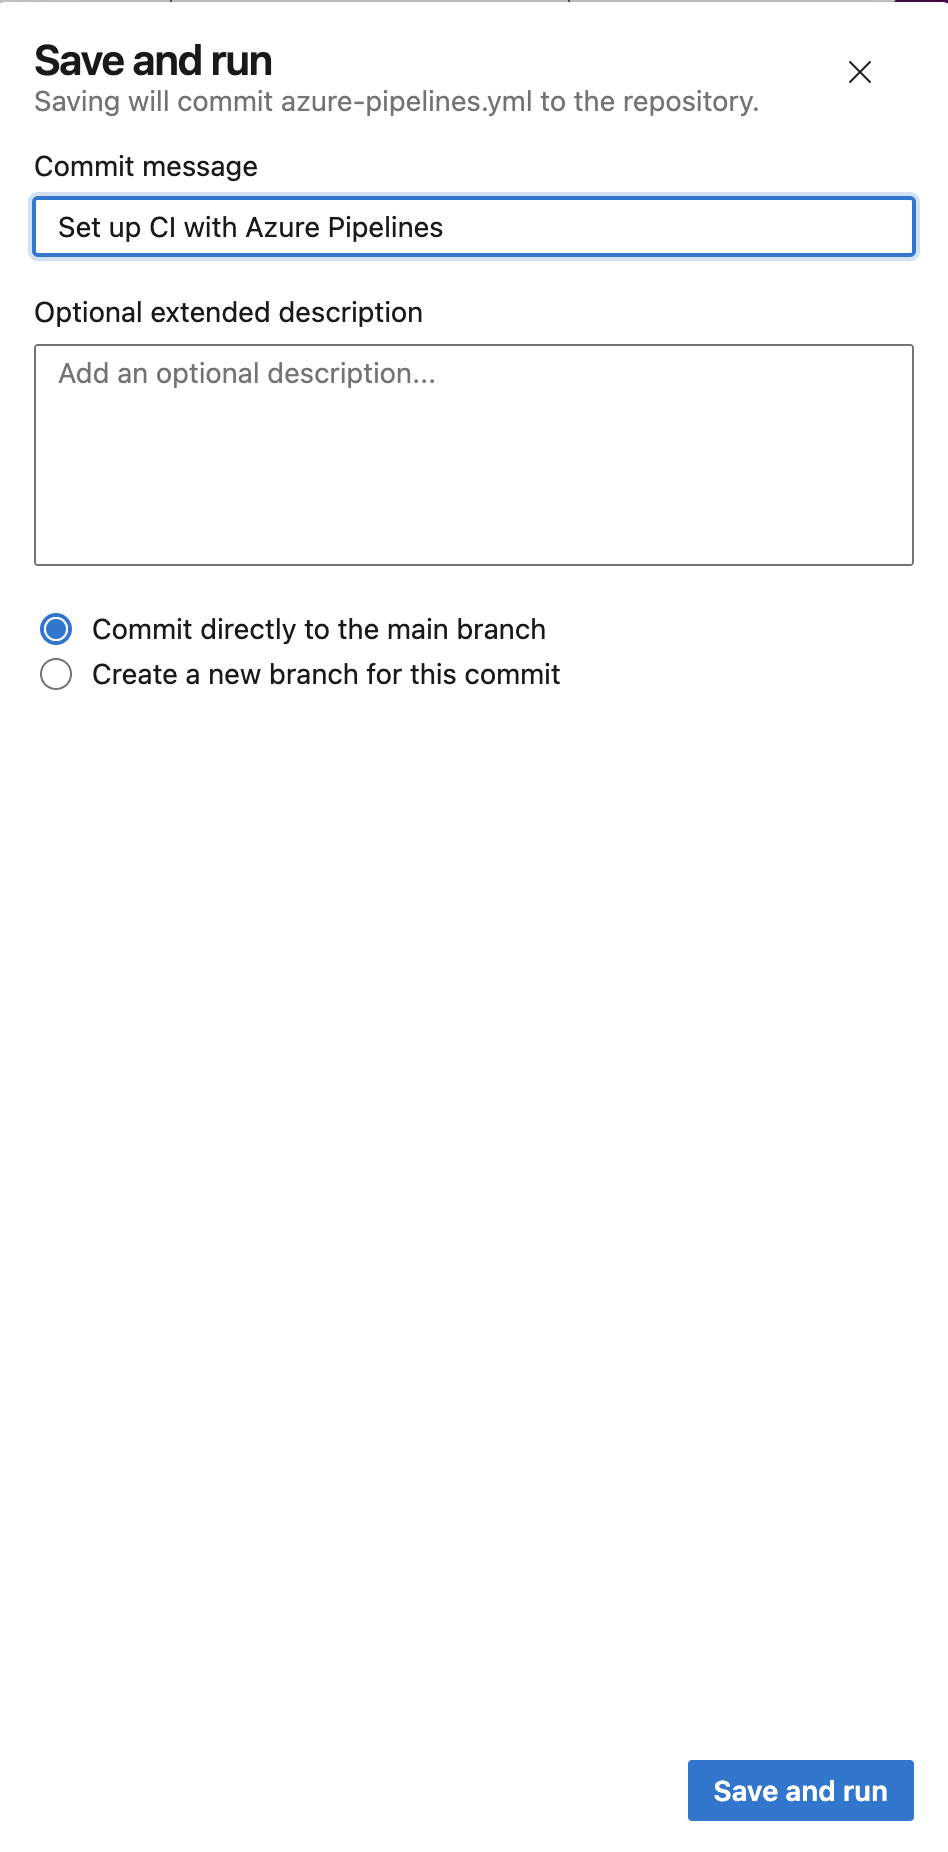 Save and run
Saving will commit azure-pipelines.yml to the repository.
Commit message
Set up CI with Azure Pipelines
Optional extended description
Add an optional description...
Commit directly to the main branch
Create a new branch for this commit
Save and run